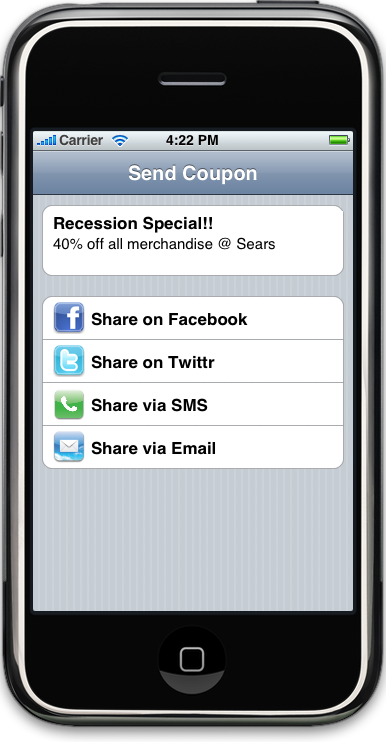 Carrier 4:22 PM
Send Coupon
Recession Special!!
40% off all merchandise @ Sears
Share on Facebook
Share on Twittr
Share via SMS
Share via Email